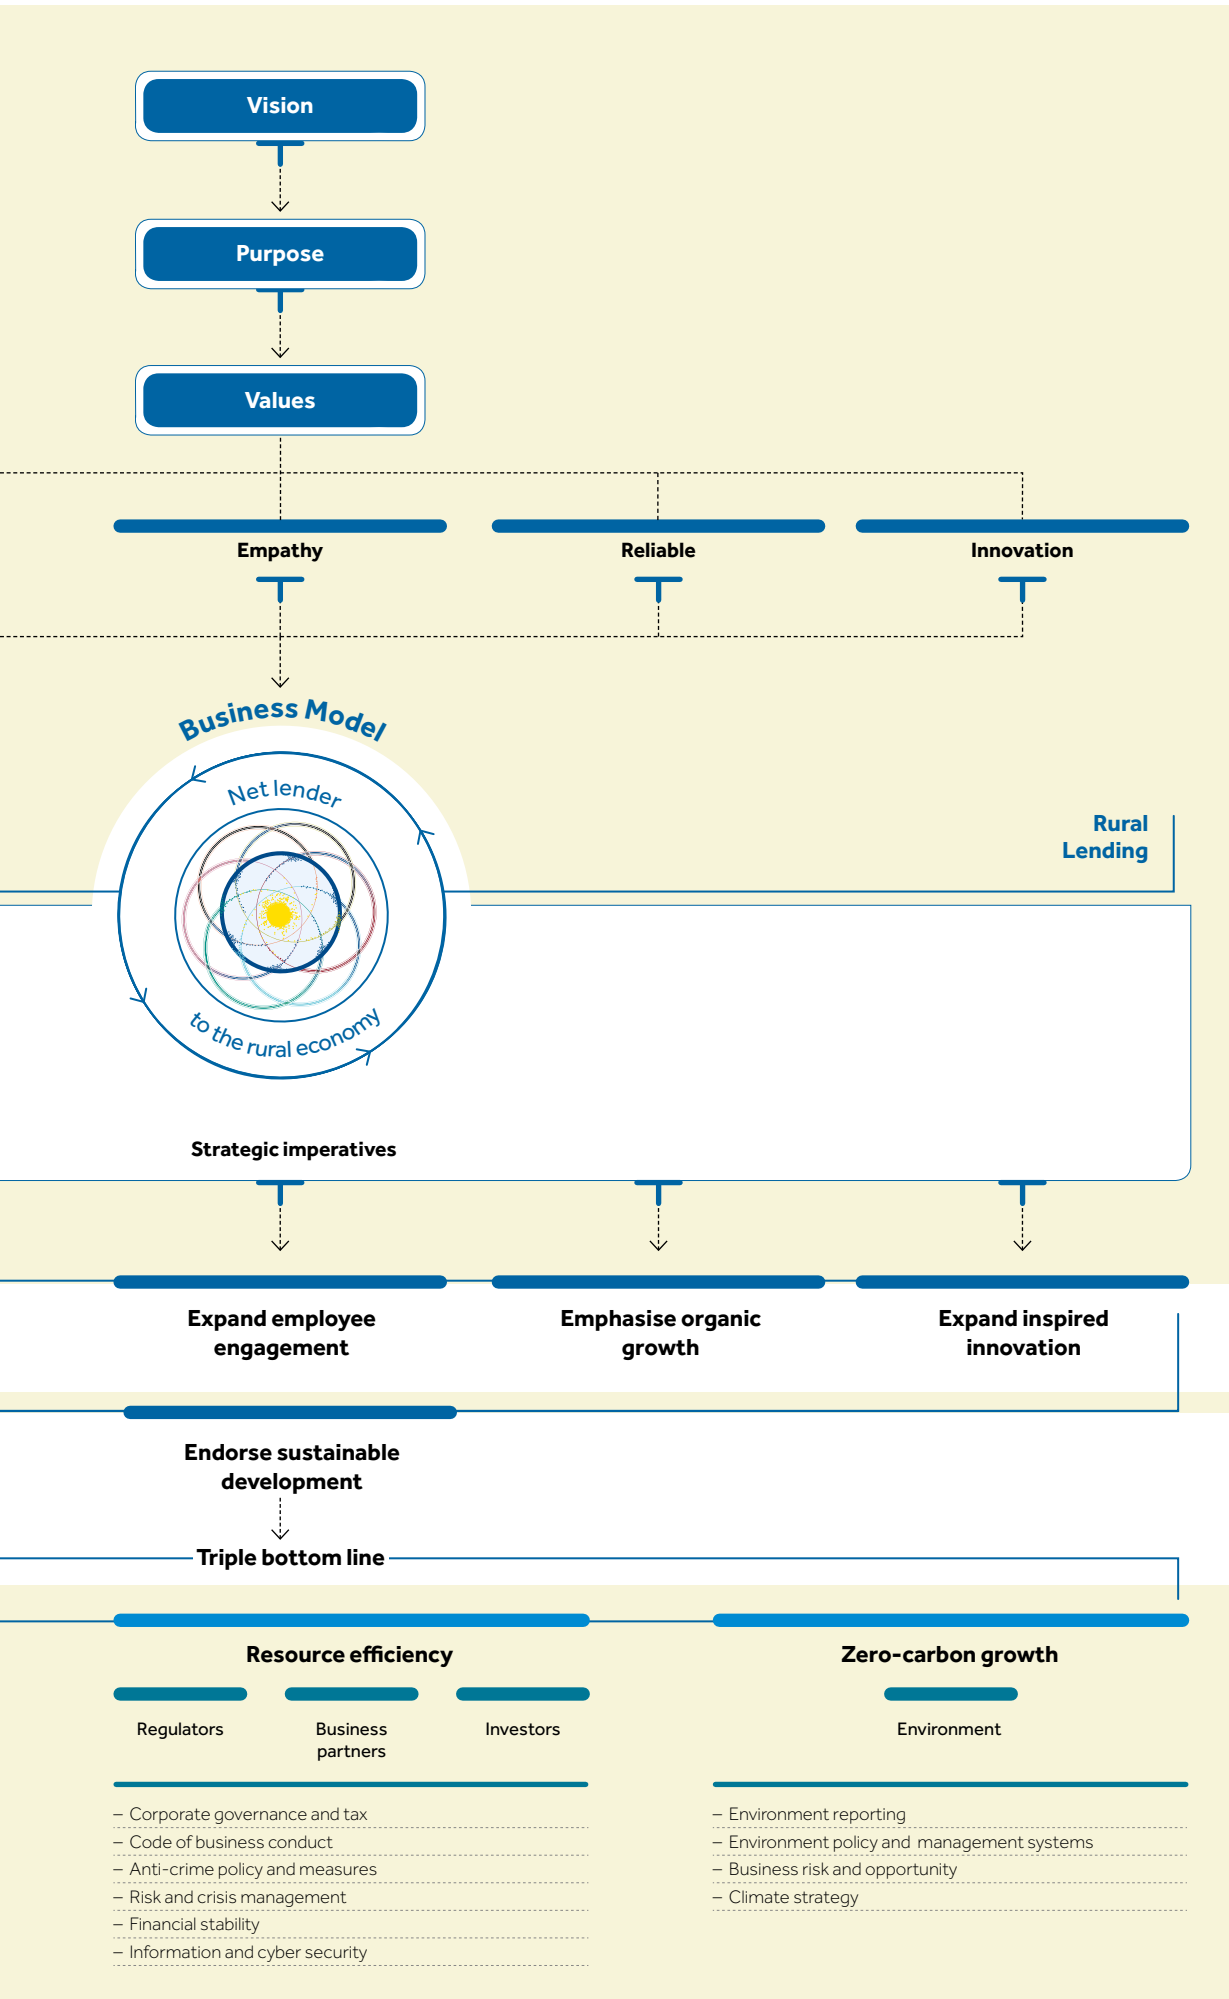 Vision
Purpose
Values
Empathy
Reliable
Innovation
Business Model
Net lender
to the rural economy
Rural
Lending
Strategic imperatives
Expand employee
engagement
Emphasise organic
growth
Expand inspired
innovation
Endorse sustainable
development
Triple bottom line
Resource efficiency
Regulators
Business
partners
Investors
– Corporate governance and tax
– Code of business conduct
– Anti-crime policy and measures
– Risk and crisis management
– Financial stability
– Information and cyber security
Zero-carbon growth
Environment
– Environment reporting
– Environment policy and management systems
– Business risk and opportunity
– Climate strategy